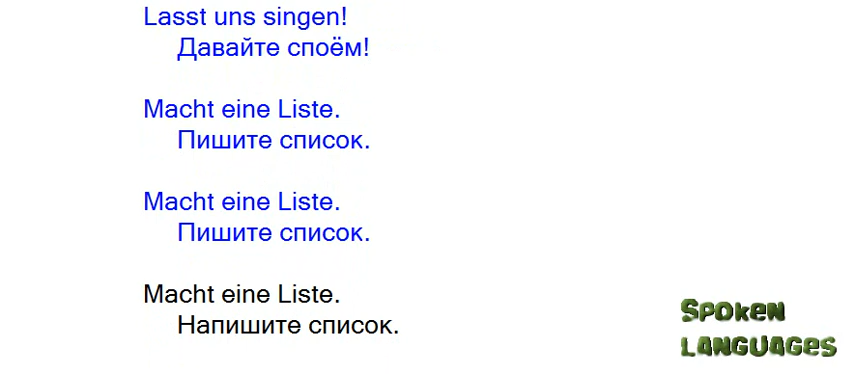 Lasst uns singen!
Давайте споём!
Macht eine Liste.
Пишите список.
Macht eine Liste.
Пишите список.
Macht eine Liste.
Напишите список.
Spoken
Languages